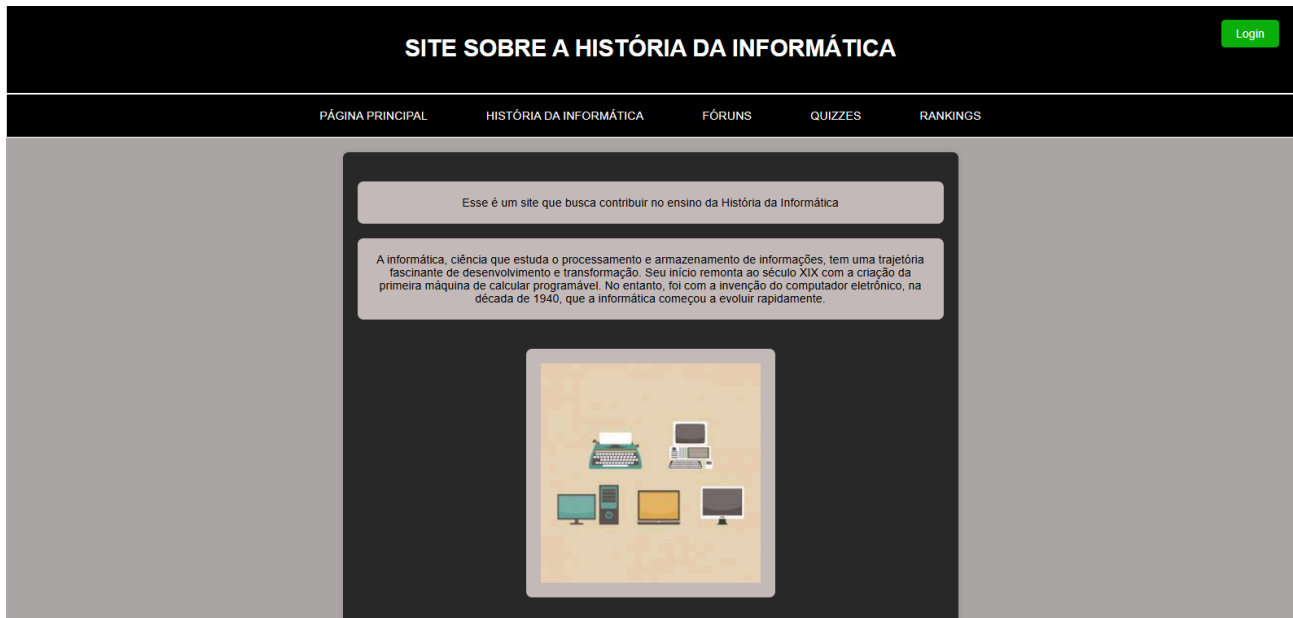 SITE SOBRE A HISTÓRIA DA INFORMÁTICA
Login
PÁGINA PRINCIPAL HISTÓRIA DA INFORMÁTICA FÓRUNS QUIZZES RANKINGS
Esse é um site que busca contribuir no ensino da História da Informática
A informática, ciência que estuda o processamento e armazenamento de informações, tem uma trajetória
fascinante de desenvolvimento e transformação. Seu início remonta ao século XIX com a criação da
primeira máquina de calcular programável. No entanto, foi com a invenção do computador eletrônico, na
década de 1940, que a informática começou a evoluir rapidamente.